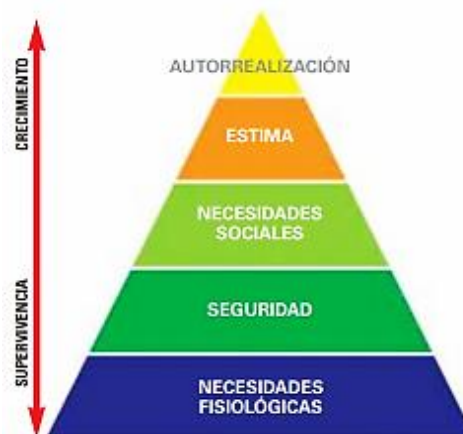 CRECIMIENTO
SUPERVIVENCIA
AUTORREALIZACIÓN
ESTIMA
NECESIDADES
SOCIALES
SEGURIDAD
NECESIDADES
FISIOLÓGICAS